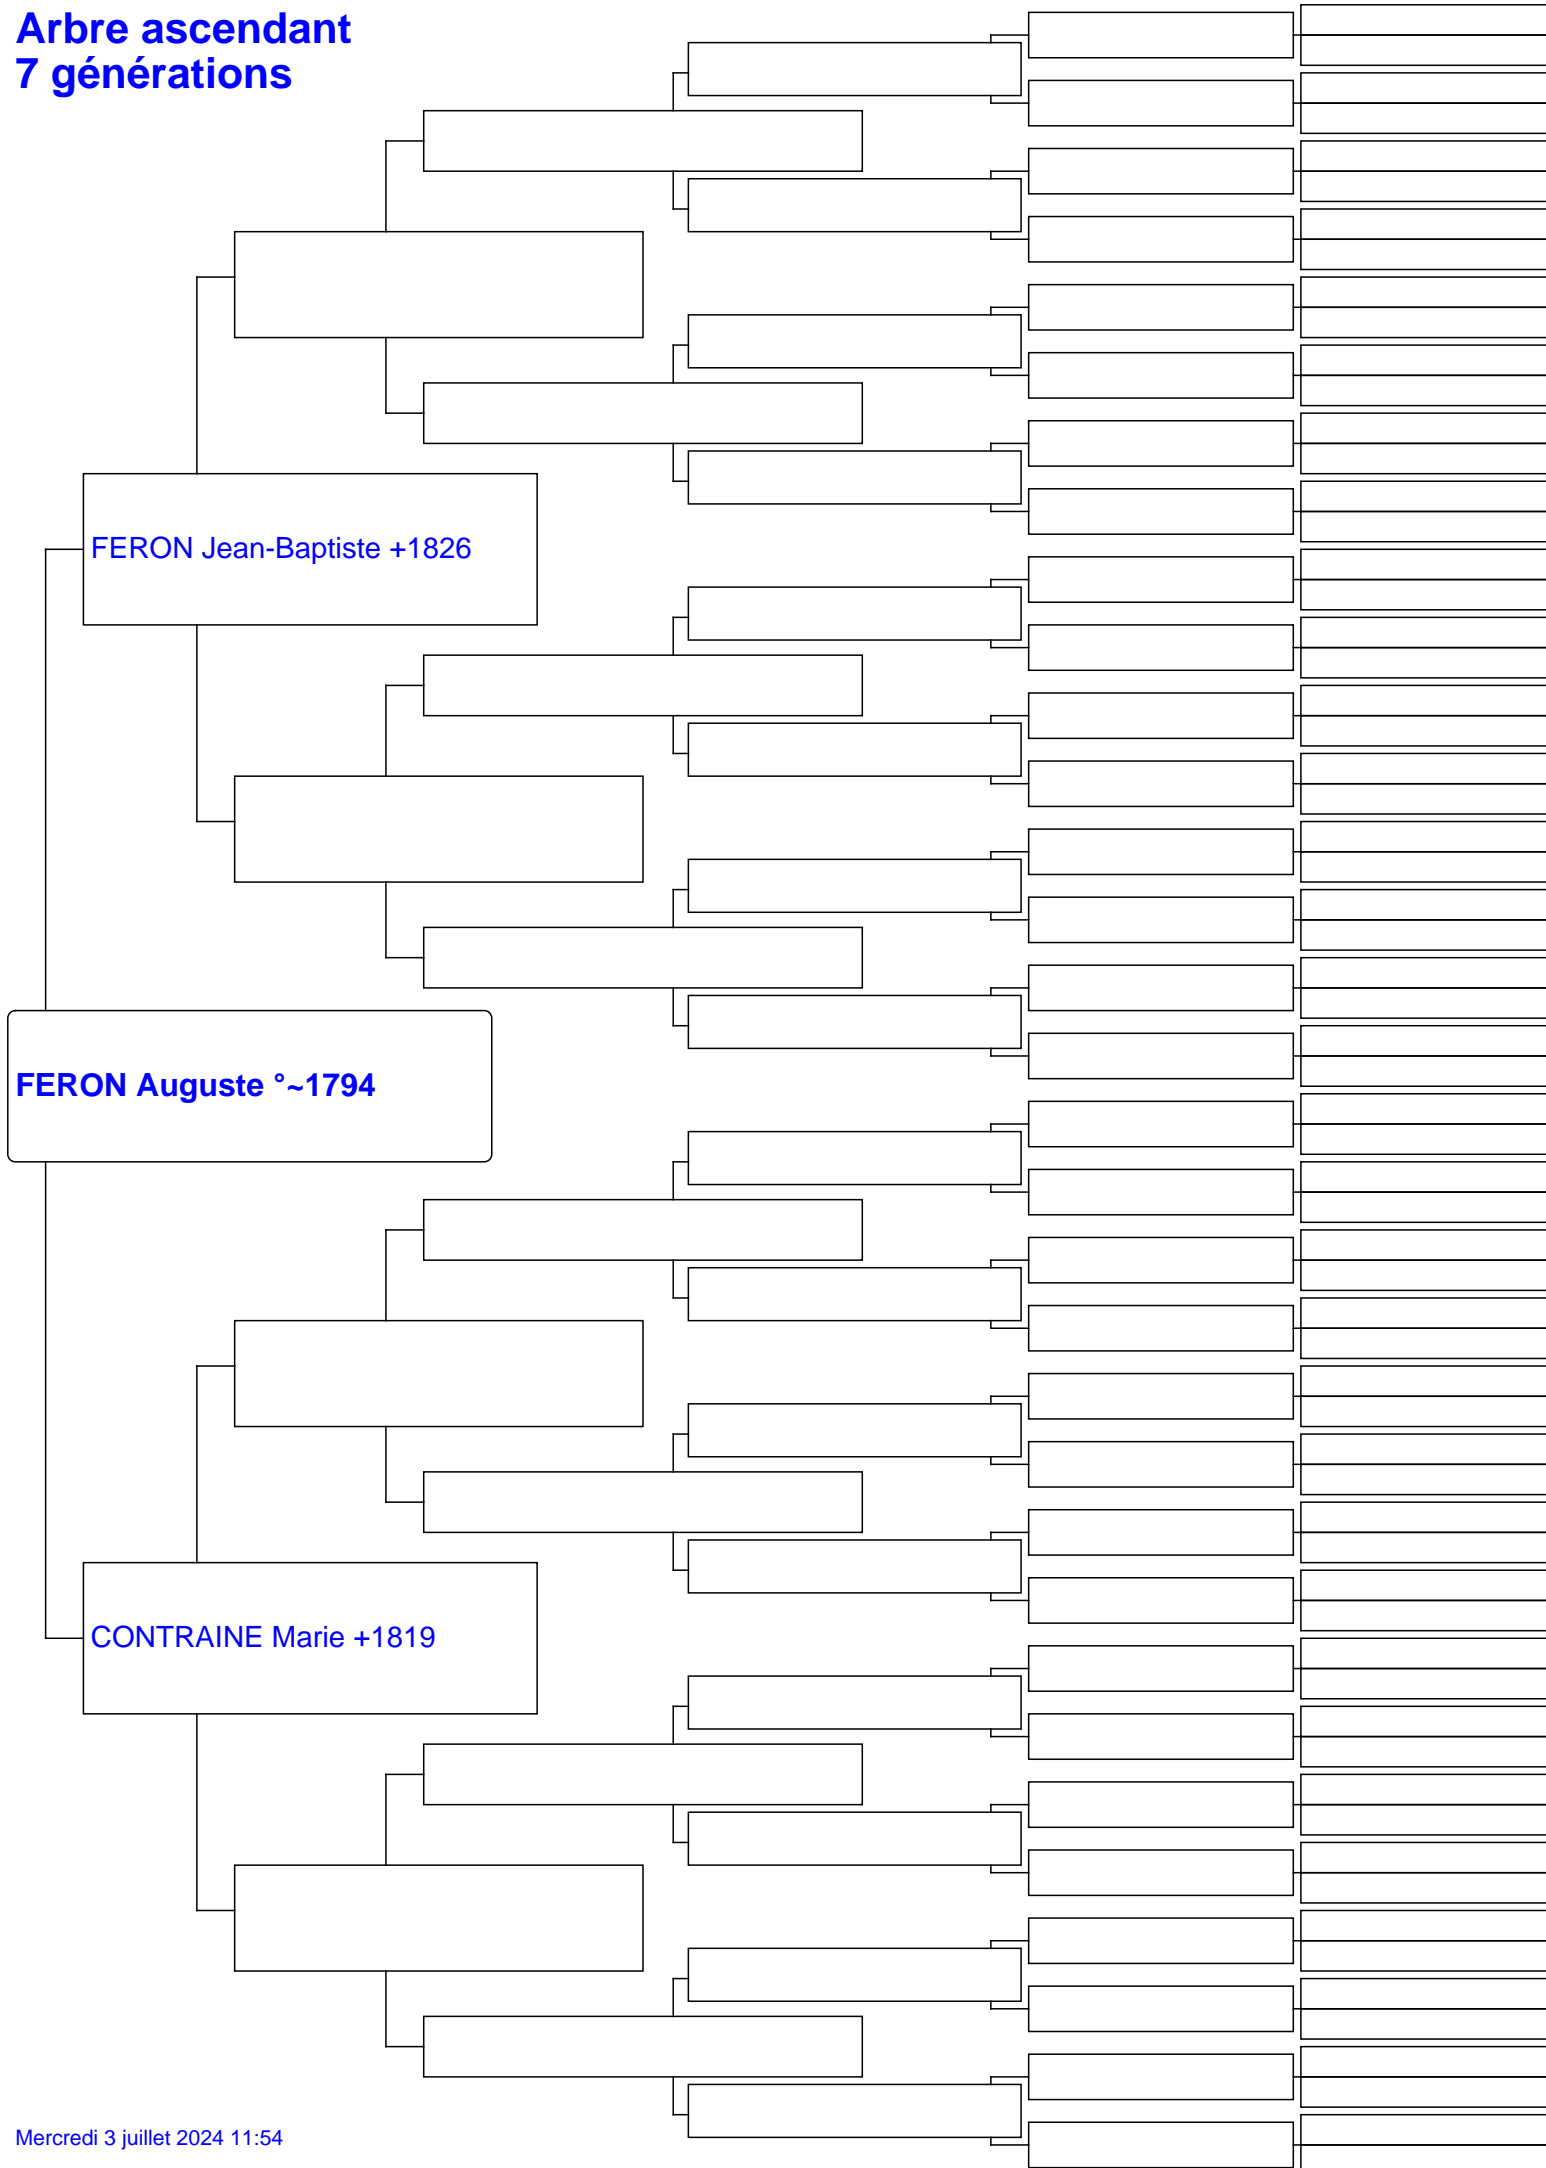 Arbre ascendant
7 générations
FERON Jean-Baptiste +1826
FERON Auguste °~1794
CONTRAINE Marie +1819
Mercredi 3 juillet 2024 11:54